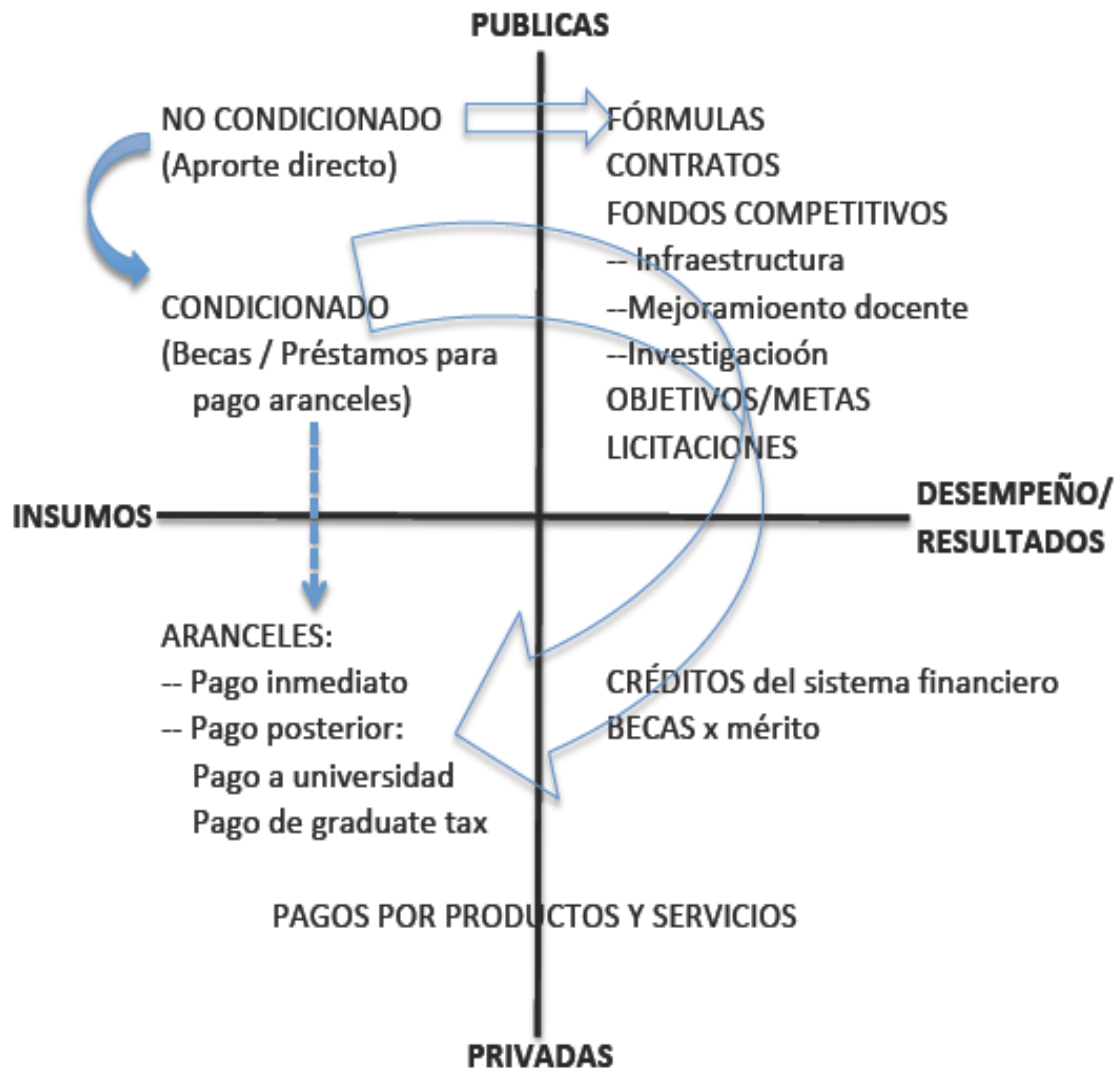 PUBLICAS
NO CONDICIONADO
(Aprorte directo)
FÓRMULAS
CONTRATOS
FONDOS COMPETITIVOS
-- Infraestructura
--Mejoramioento docente
--Investigacioón
OBJETIVOS/METAS
LICITACIONES
CONDICIONADO
(Becas / Préstamos para
pago aranceles)
INSUMOS
DESEMPEÑO/
RESULTADOS
ARANCELES:
-- Pago inmediato
-- Pago posterior:
Pago a universidad
Pago de graduate tax
CRÉDITOS del sistema financiero
BECAS x mérito
PAGOS POR PRODUCTOS Y SERVICIOS
PRIVADAS